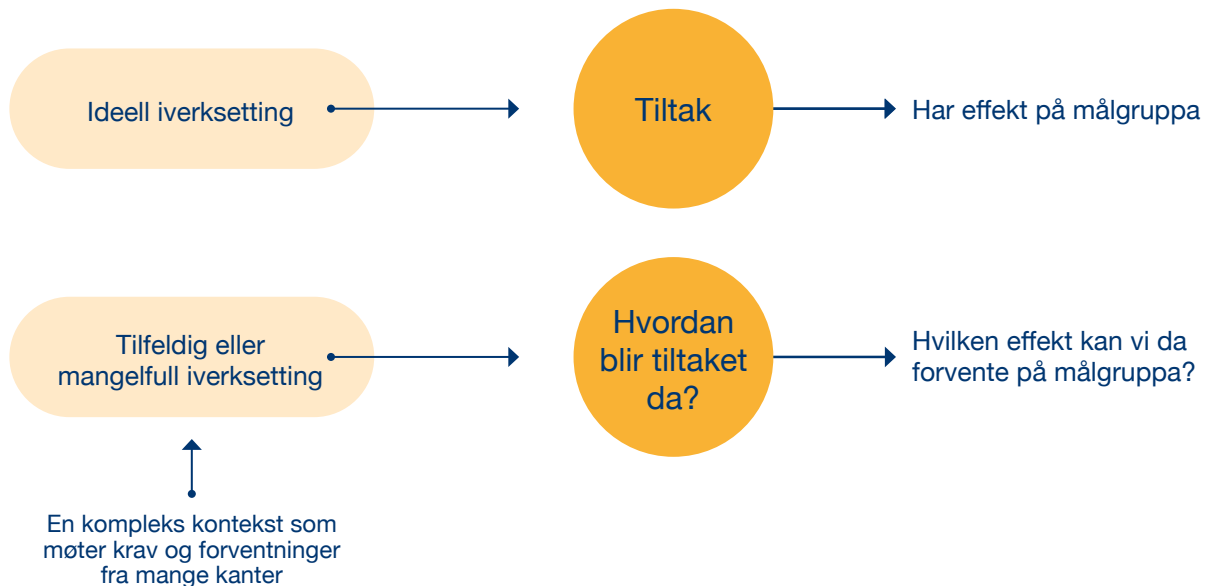 Ideell iverksetting
Tiltak
Har effekt på målgruppa
Tilfeldig eller
mangelfull iverksetting
Hvordan
blir tiltaket
da?
Hvilken effekt kan vi da
forvente på målgruppa?
En kompleks kontekst som
møter krav og forventninger
fra mange kanter